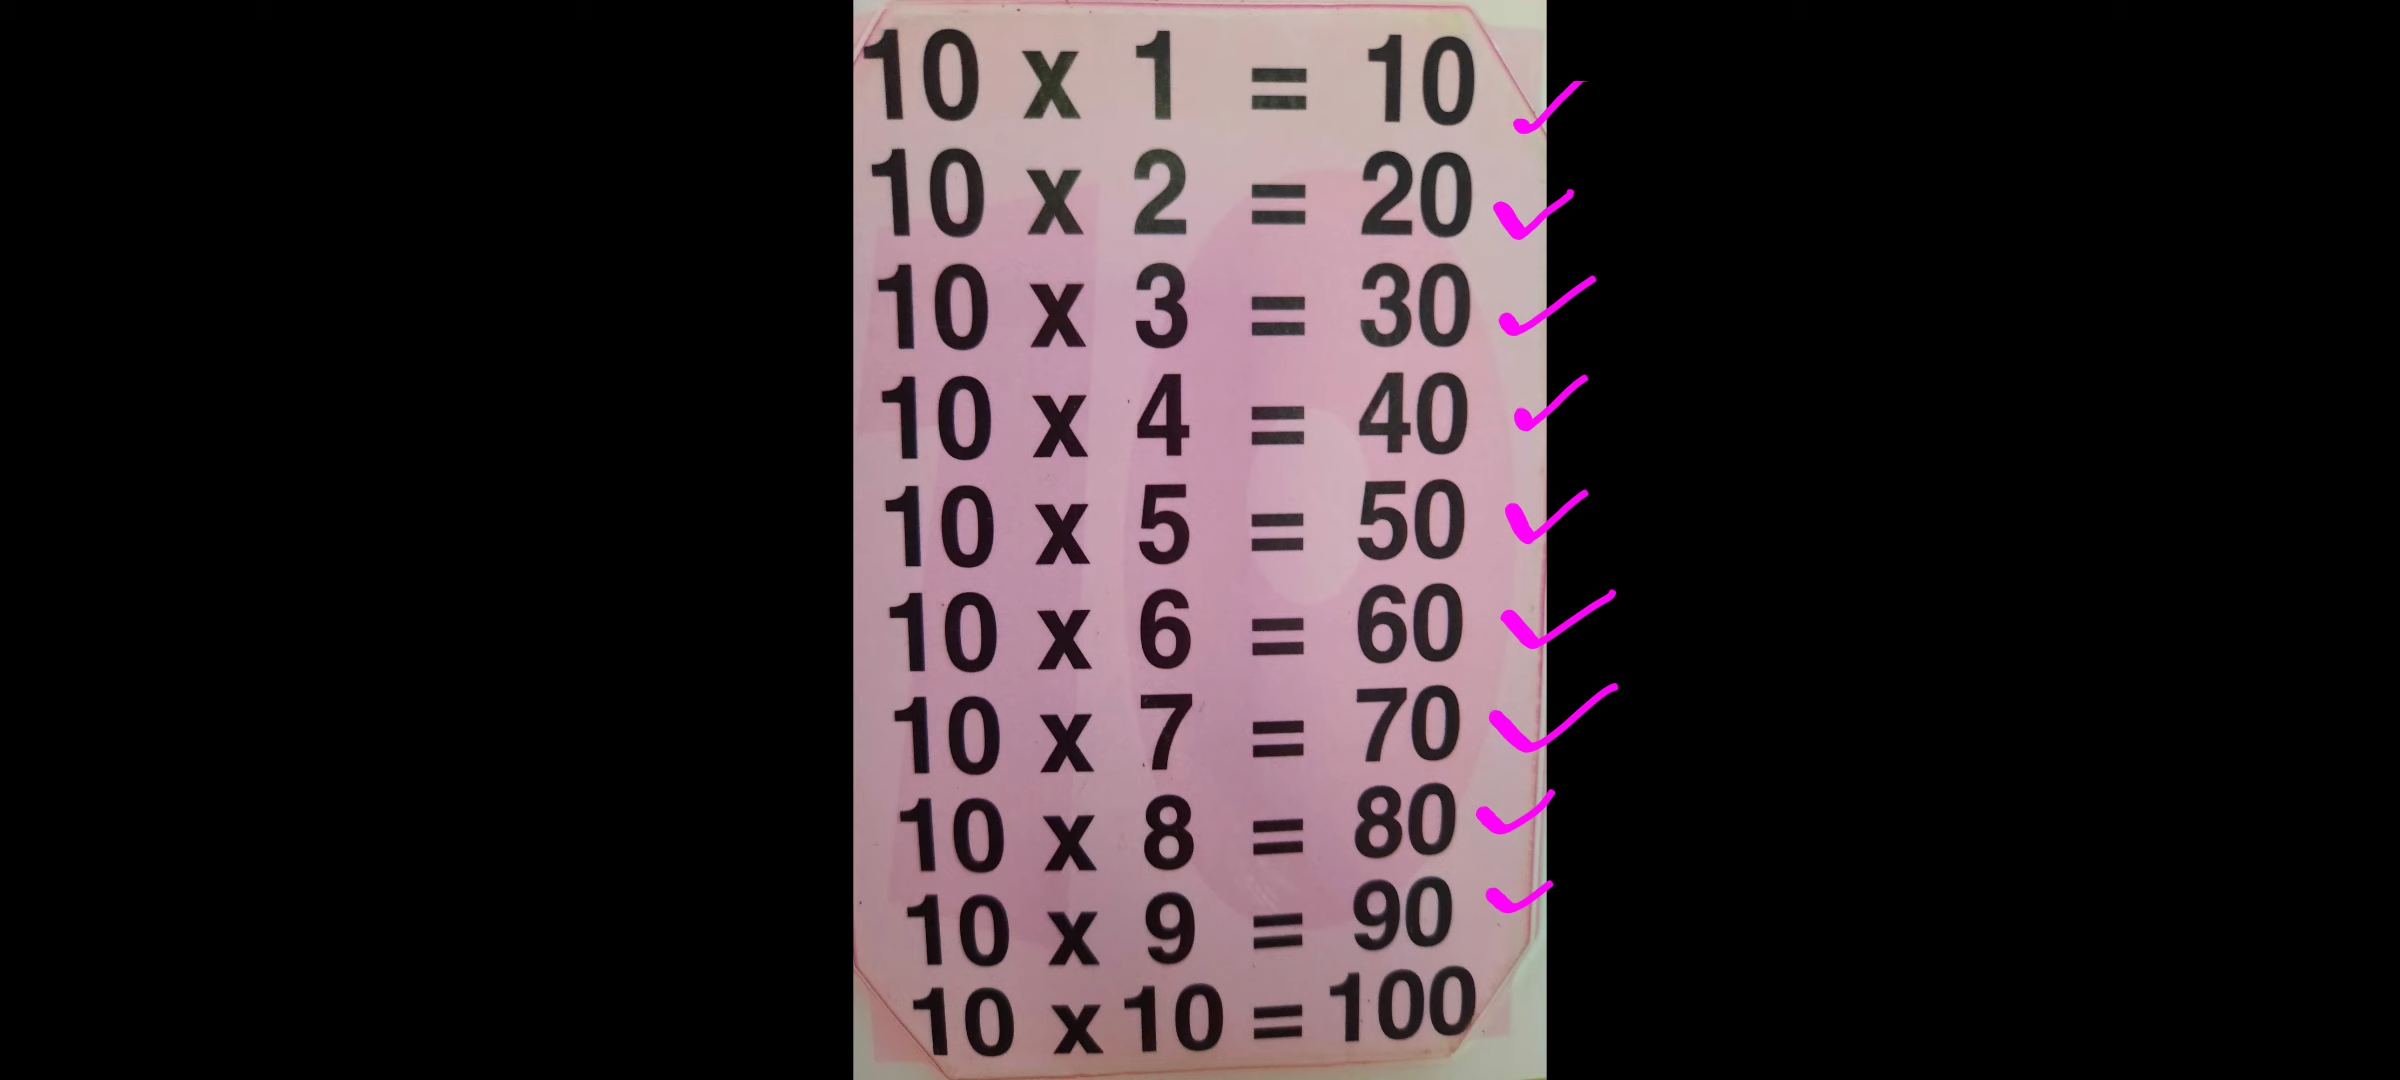 10 x 1 = 10
10 x 2 = 20
10 x 3 = 30
10 x 4 = 40
10 x 5 = 50
10 x 6 = 60
10 x 7 = 70
10 x 8 = 80
10 x 9 = 90
10 x 10 = 100